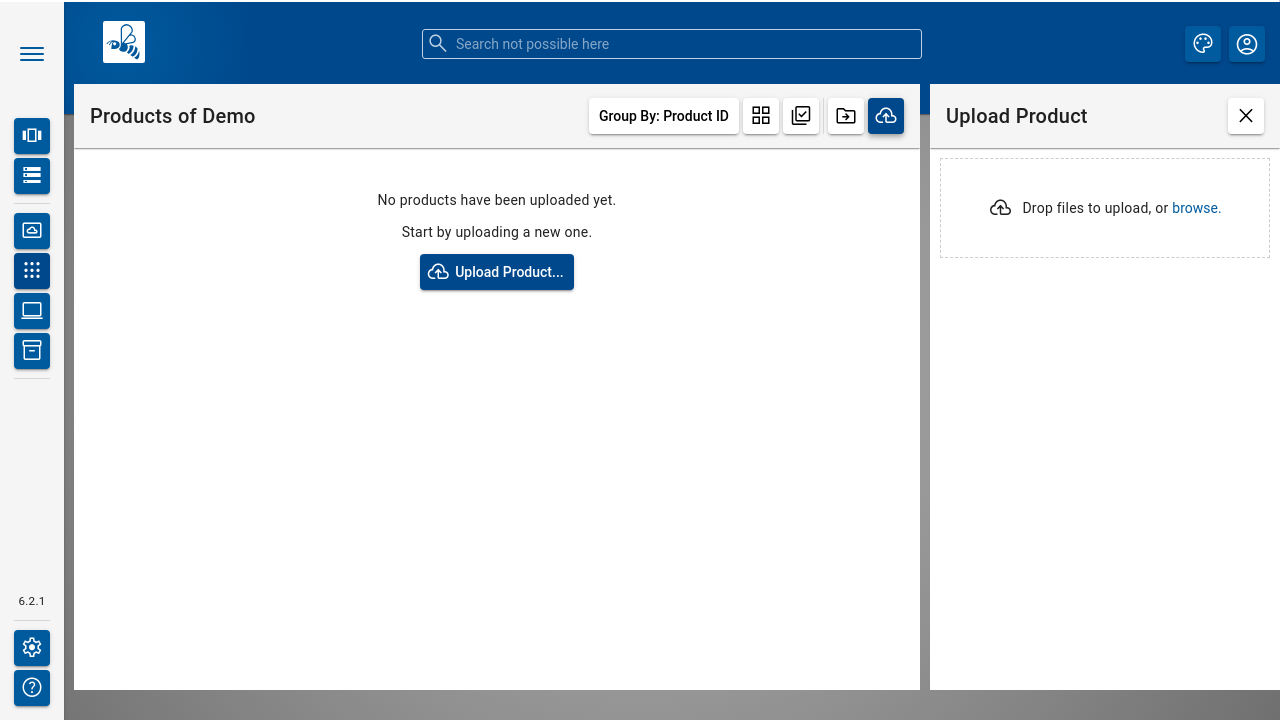 Search not possible here
Products of Demo
Group By: Product ID
Upload Product
No products have been uploaded yet.
Start by uploading a new one.
Upload Product...
Drop files to upload, or browse.
6.2.1